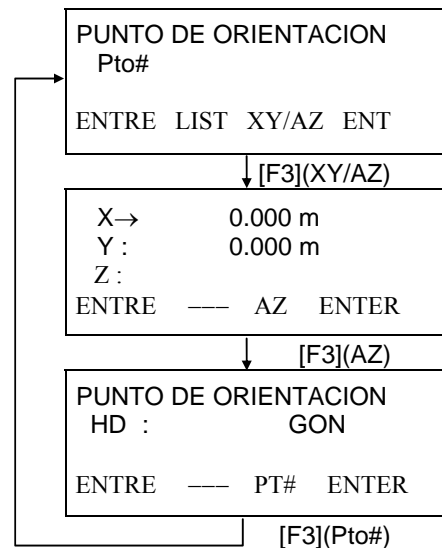 PUNTO DE ORIENTACION
Pto#
ENTRE LIST XY/AZ ENT
[F3](XY/AZ)
X→ 0.000 m
Y : 0.000 m
Z :
ENTRE --- AZ ENTER
[F3](AZ)
PUNTO DE ORIENTACION
HD : GON
ENTRE --- PT# ENTER
[F3](Pto#)